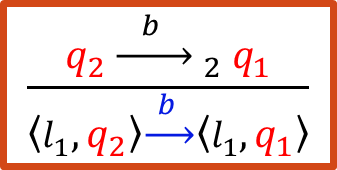 b
q₂ ⟶ ₂ q₁
b
⟨l₁, q₂⟩ ⟶ ⟨l₁, q₁⟩